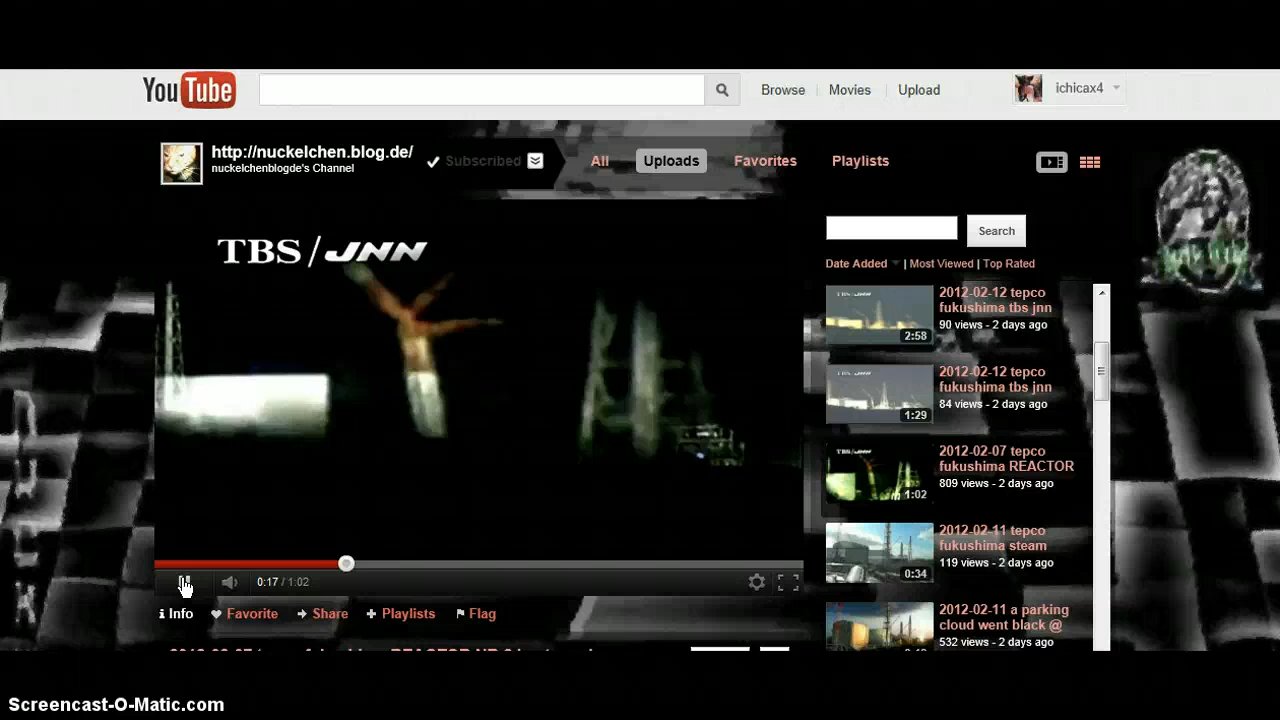 YouTube
Browse
Movies
Upload
ichicax4
http://nuckelchen.blog.de/
nuckelchenblogde's Channel
Subscribed
All
Uploads
Favorites
Playlists
TBS/JNN
Search
Date Added | Most Viewed | Top Rated
2012-02-12 tepco
fukushima tbs jnn
90 views - 2 days ago
2:58
2012-02-12 tepco
fukushima tbs jnn
84 views - 2 days ago
1:29
2012-02-07 tepco
fukushima REACTOR
809 views - 2 days ago
1:02
2012-02-11 tepco
fukushima steam
119 views - 2 days ago
0:34
2012-02-11 a parking
cloud went black @
532 views - 2 days ago
0:17 / 1:02
Info
Favorite
Share
Playlists
Flag
Screencast-O-Matic.com